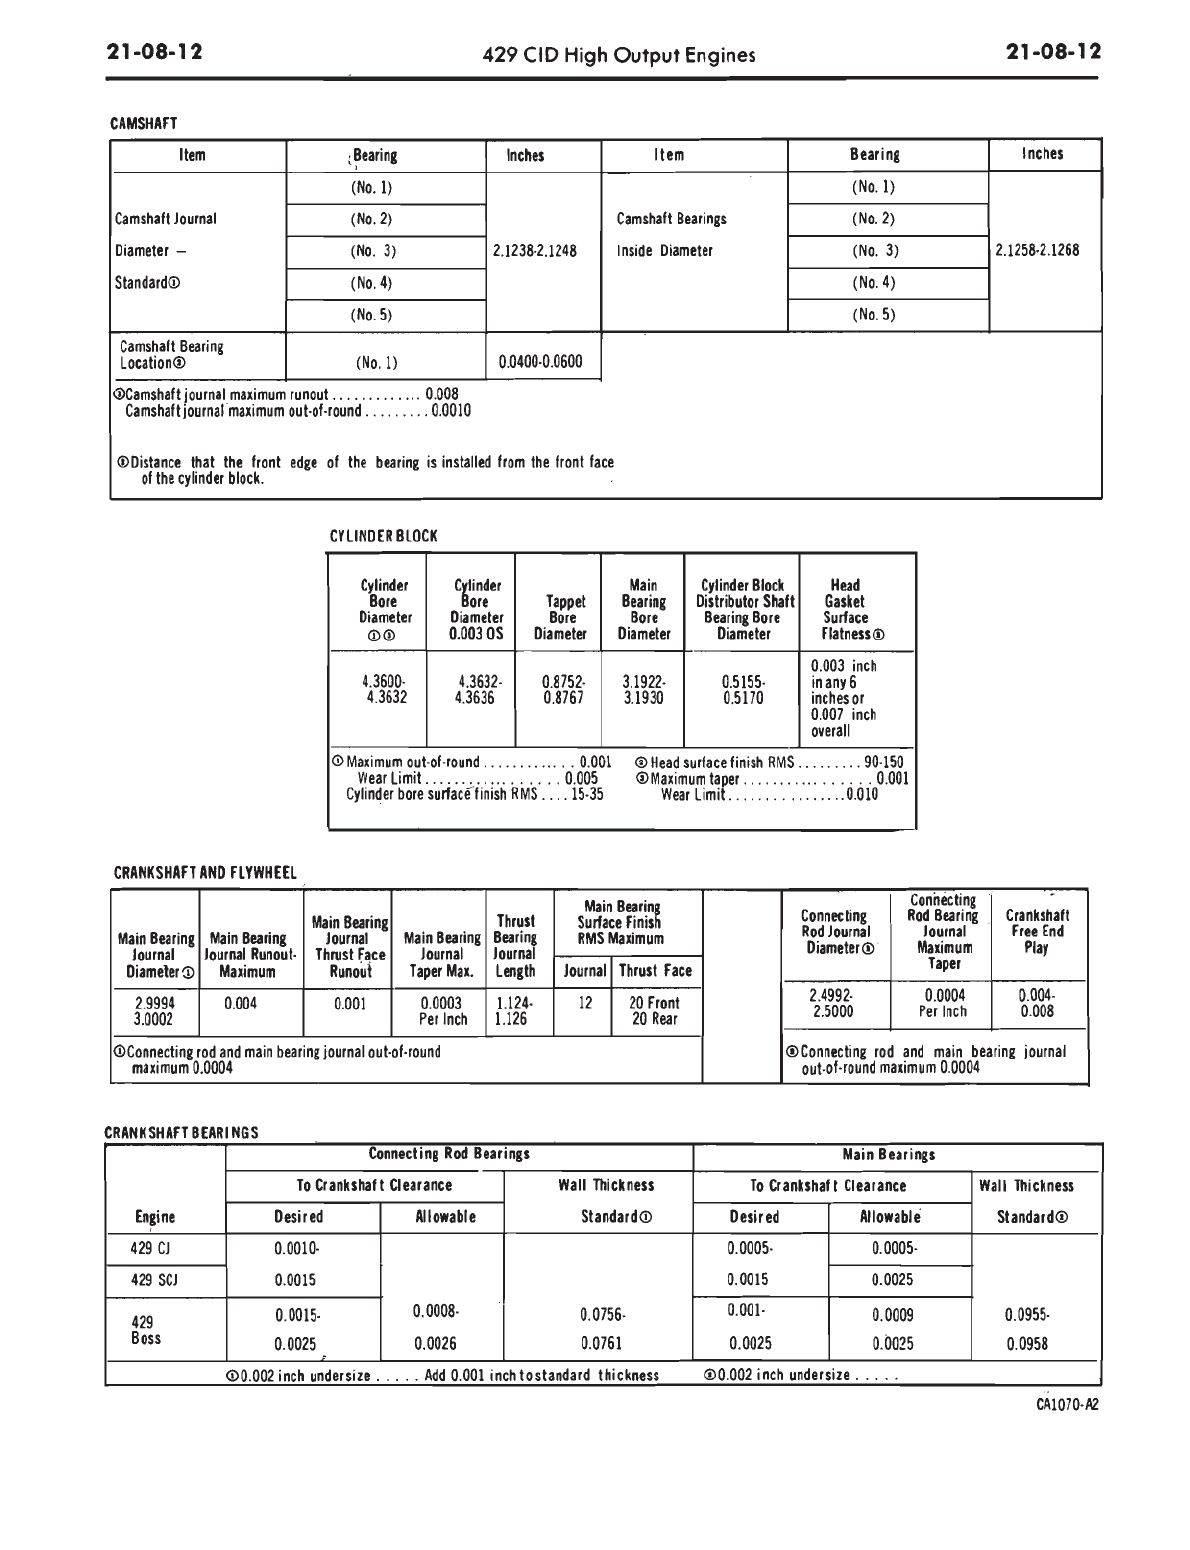 21-08-12 429 CID High Output Engines 21-08-12
CAMSHAFT
Item Bearing Inches Item Bearing Inches
(No. 1) (No. 1)
Camshaft Journal (No. 2) Camshaft Bearings (No. 2)
Diameter — (No. 3) 2.1238-2.1248 Inside Diameter (No. 3) 2.1258-2.1268
Standard① (No. 4) (No. 4)
(No. 5) (No. 5)
Camshaft Bearing
Location② (No. 1) 0.0400-0.0600
①Camshaft journal maximum runout ............. 0.008
Camshaft journal maximum out-of-round ......... 0.0010
②Distance that the front edge of the bearing is installed from the front face
of the cylinder block.
CYLINDER BLOCK
Cylinder Cylinder Main Cylinder Block Head
Bore Bore Tappet Bearing Distributor Shaft Gasket
Diameter Diameter Bore Bore Bearing Bore Surface
①③ 0.003 OS Diameter Diameter Diameter Flatness②
0.003 inch
4.3600- 4.3632- 0.8752- 3.1922- 0.5155- in any 6
4.3632 4.3636 0.8767 3.1930 0.5170 inches or
0.007 inch
overall
① Maximum out-of-round ............. 0.001 ② Head surface finish RMS ......... 90-150
Wear Limit ................... 0.005 ③ Maximum taper .................. 0.001
Cylinder bore surface finish RMS .... 15-35 Wear Limit ................. 0.010
CRANKSHAFT AND FLYWHEEL
Main Bearing Connecting
Main Bearing Thrust Surface Finish Connecting Rod Bearing Crankshaft
Main Bearing Main Bearing Journal Main Bearing Bearing RMS Maximum Rod Journal Journal Free End
Journal Journal Runout- Thrust Face Journal Journal Diameter② Maximum Play
Diameter① Maximum Runout Taper Max. Length Journal Thrust Face Taper
2.9994 0.004 0.001 0.0003 1.124- 12 20 Front 2.4992- 0.0004 0.004-
3.0002 Per Inch 1.126 20 Rear 2.5000 Per Inch 0.008
①Connecting rod and main bearing journal out-of-round ②Connecting rod and main bearing journal
maximum 0.0004 out-of-round maximum 0.0004
CRANKSHAFT BEARINGS
Connecting Rod Bearings Main Bearings
To Crankshaft Clearance Wall Thickness To Crankshaft Clearance Wall Thickness
Engine Desired Allowable Standard① Desired Allowable Standard②
429 CJ 0.0010- 0.0005- 0.0005-
429 SCJ 0.0015 0.0015 0.0025
429 0.0015- 0.0008- 0.0756- 0.001- 0.0009 0.0955-
Boss 0.0025 0.0026 0.0761 0.0025 0.0025 0.0958
①0.002 inch undersize ..... Add 0.001 inch to standard thickness ②0.002 inch undersize .....
CA1070-A2